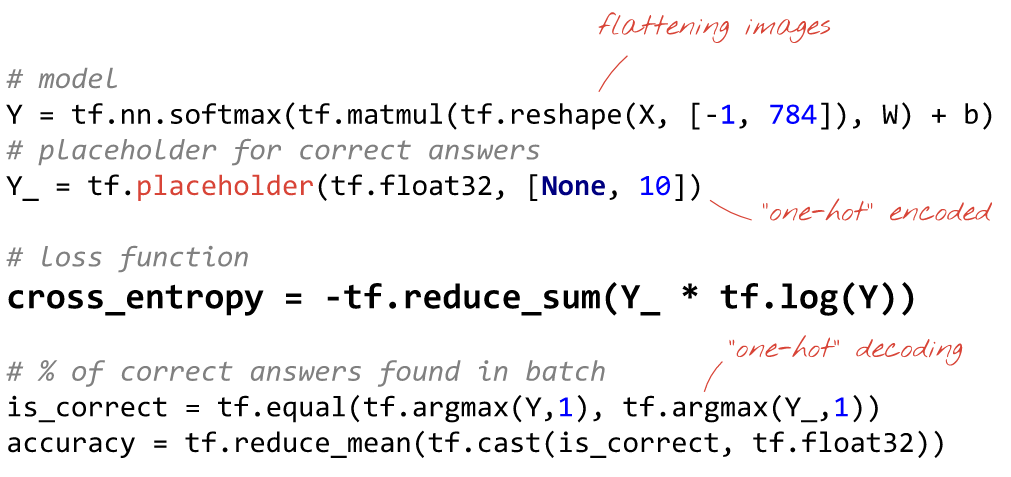 flattening images
# model
Y = tf.nn.softmax(tf.matmul(tf.reshape(X, [-1, 784]), W) + b)
# placeholder for correct answers
Y_ = tf.placeholder(tf.float32, [None, 10])
"one-hot" encoded
# loss function
cross_entropy = -tf.reduce_sum(Y_ * tf.log(Y))
"one-hot" decoding
# % of correct answers found in batch
is_correct = tf.equal(tf.argmax(Y,1), tf.argmax(Y_,1))
accuracy = tf.reduce_mean(tf.cast(is_correct, tf.float32))